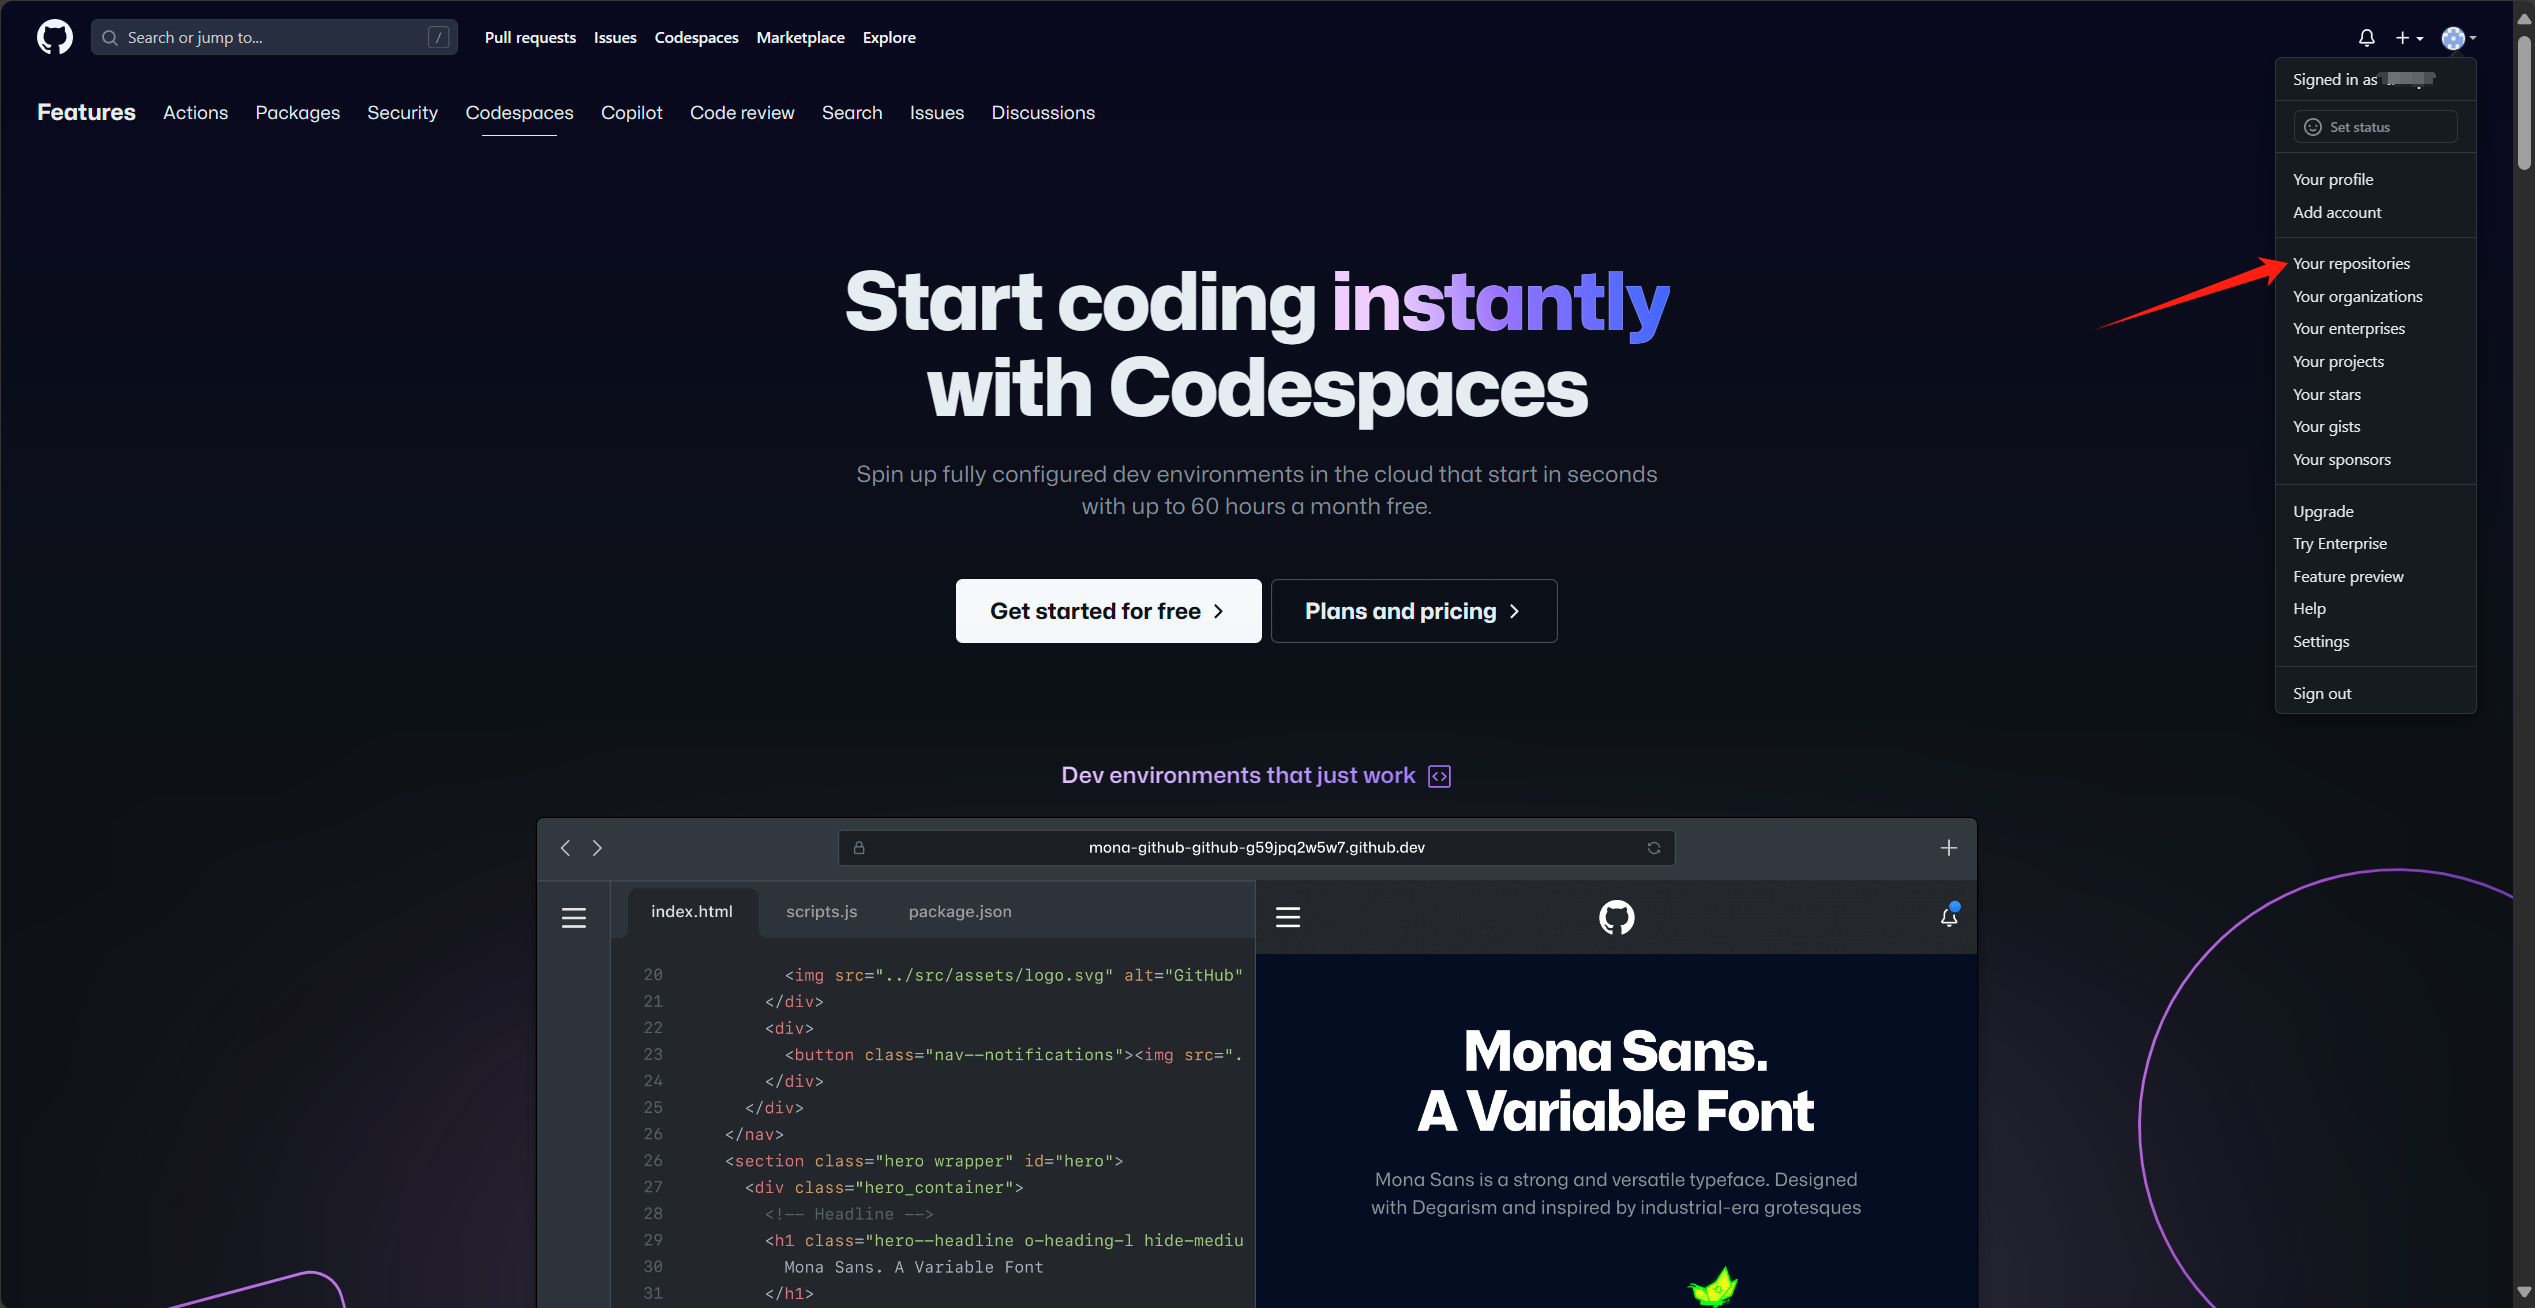 Search or jump to...
/
Pull requests
Issues
Codespaces
Marketplace
Explore
Features
Actions
Packages
Security
Codespaces
Copilot
Code review
Search
Issues
Discussions
Signed in as
Set status
Your profile
Add account
Your repositories
Your organizations
Your enterprises
Your projects
Your stars
Your gists
Your sponsors
Upgrade
Try Enterprise
Feature preview
Help
Settings
Sign out
Start coding instantly
with Codespaces
Spin up fully configured dev environments in the cloud that start in seconds
with up to 60 hours a month free.
Get started for free
Plans and pricing
Dev environments that just work
mona-github-github-g59jpq2w5w7.github.dev
index.html
scripts.js
package.json
20 <img src="../src/assets/logo.svg" alt="GitHub"
21 </div>
22 <div>
23 <button class="nav--notifications"><img src=".
24 </div>
25 </div>
26 </nav>
26 <section class="hero wrapper" id="hero">
27 <div class="hero_container">
28 <!-- Headline -->
29 <h1 class="hero--headline o-heading-l hide-mediu
30 Mona Sans. A Variable Font
31 </h1>
Mona Sans.
A Variable Font
Mona Sans is a strong and versatile typeface. Designed
with Degarism and inspired by industrial-era grotesques